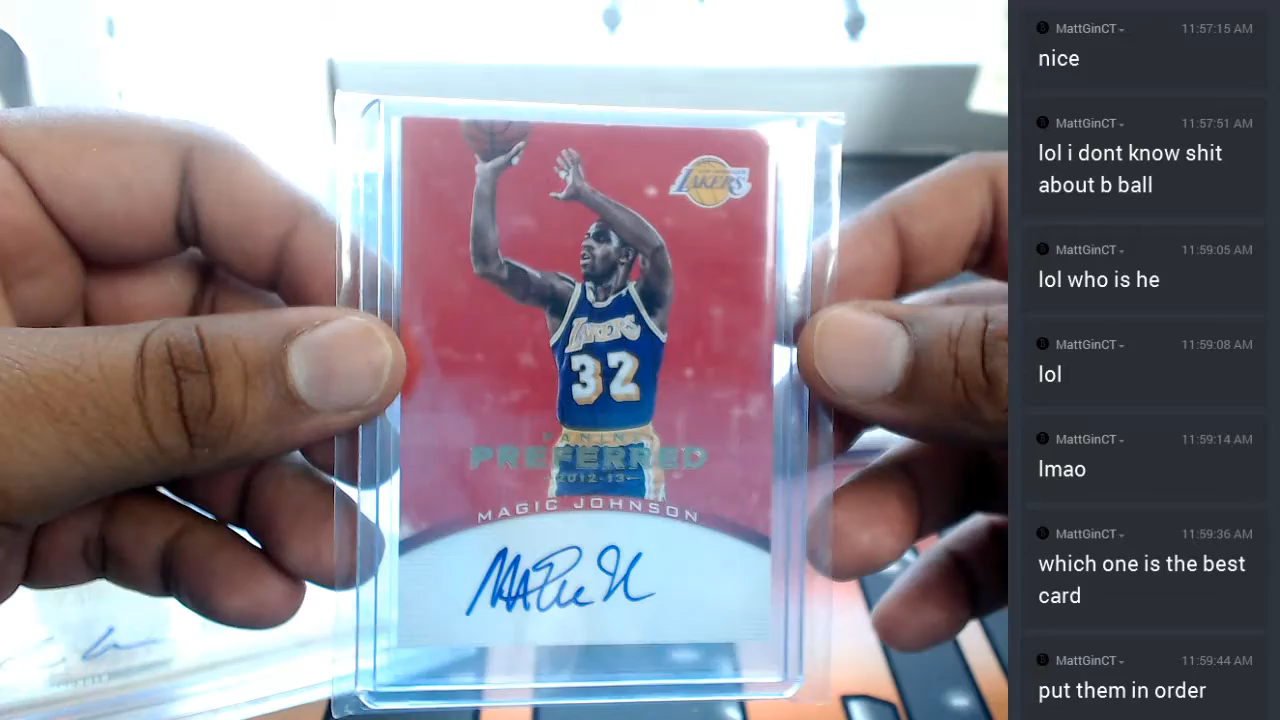 LAKERS
LAKERS
32
PANINI
PREFERRED
2012-13
MAGIC JOHNSON
MattGinCT 11:57:15 AM
nice
MattGinCT 11:57:51 AM
lol i dont know shit
about b ball
MattGinCT 11:59:05 AM
lol who is he
MattGinCT 11:59:08 AM
lol
MattGinCT 11:59:14 AM
lmao
MattGinCT 11:59:36 AM
which one is the best
card
MattGinCT 11:59:44 AM
put them in order